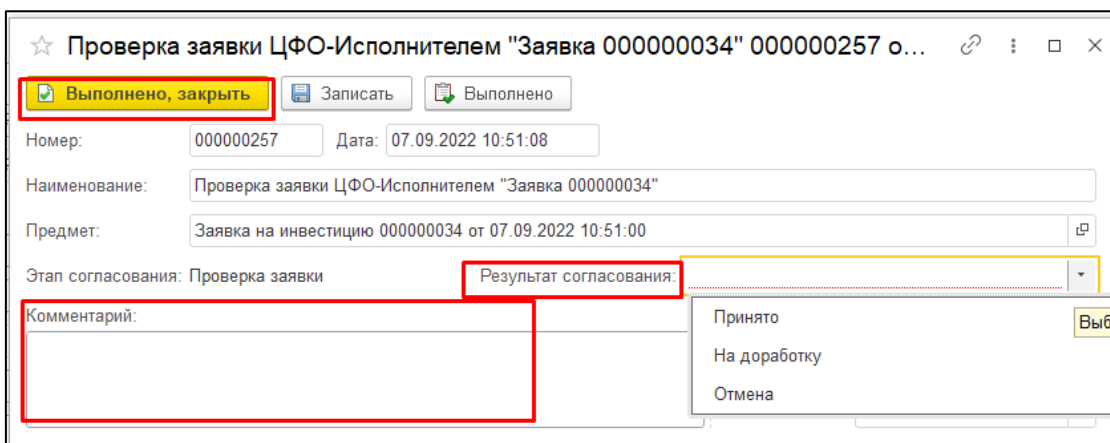 Проверка заявки ЦФО-Исполнителем "Заявка 000000034" 000000257 о...
Выполнено, закрыть Записать Выполнено
Номер: 000000257 Дата: 07.09.2022 10:51:08
Наименование: Проверка заявки ЦФО-Исполнителем "Заявка 000000034"
Предмет: Заявка на инвестицию 000000034 от 07.09.2022 10:51:00
Этап согласования: Проверка заявки Результат согласования:
Комментарий:
Принято Выб
На доработку
Отмена